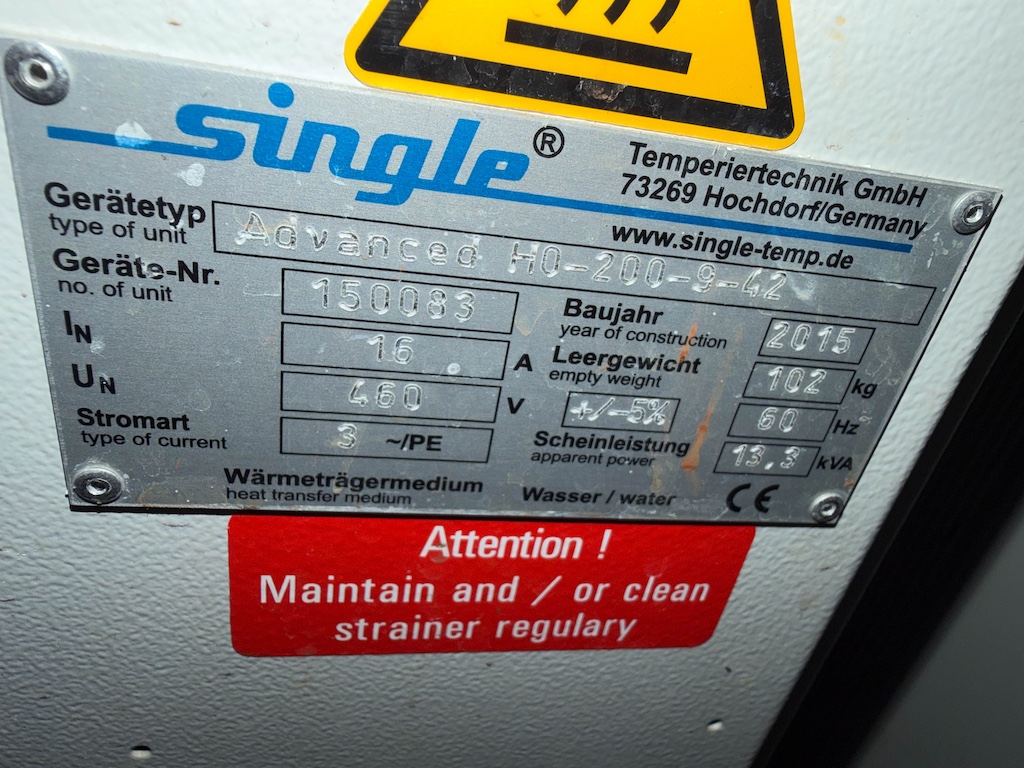 single®
Temperiertechnik GmbH
73269 Hochdorf/Germany
www.single-temp.de
Gerätetyp
type of unit
Advanced H0-200-9-42
Geräte-Nr.
no. of unit
150083
Baujahr
year of construction
2015
IN
16 A
Leergewicht
empty weight
102 kg
UN
460 V
+/-5%
60 Hz
Stromart
type of current
3 ~/PE
Scheinleistung
apparent power
13.3 kVA
Wärmeträgermedium
heat transfer medium
Wasser / water
CE
Attention !
Maintain and / or clean
strainer regulary